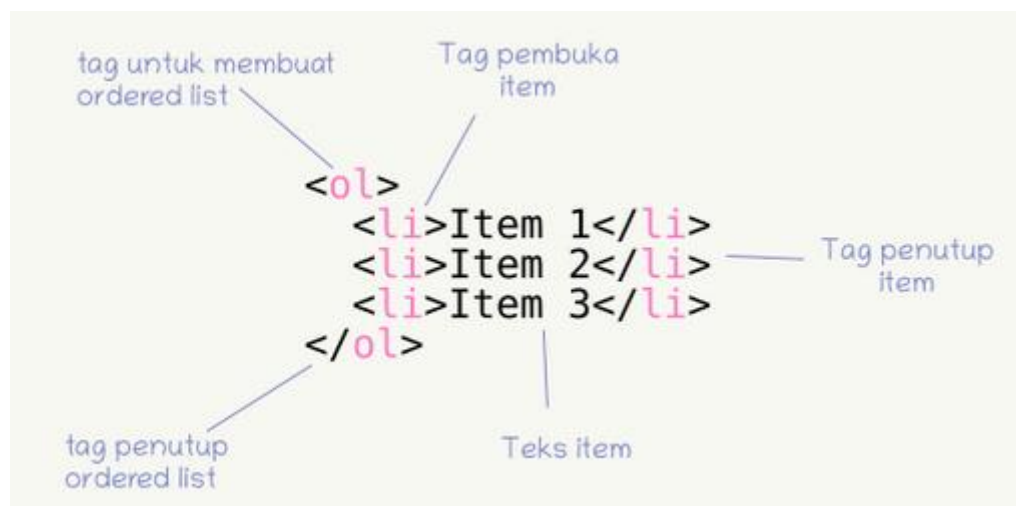 tag untuk membuat
ordered list
Tag pembuka
item
<ol>
<li>Item 1</li>
<li>Item 2</li>
<li>Item 3</li>
</ol>
Tag penutup
item
tag penutup
ordered list
Teks item